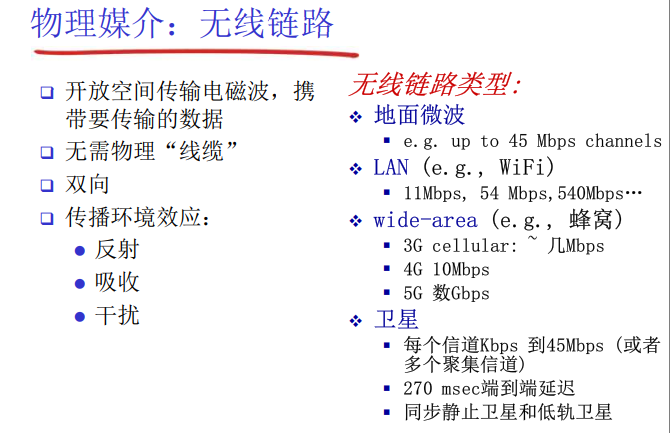 物理媒介：无线链路
开放空间传输电磁波，携
带要传输的数据
无需物理“线缆”
双向
传播环境效应：
反射
吸收
干扰
无线链路类型：
地面微波
e.g. up to 45 Mbps channels
LAN (e.g., WiFi)
11Mbps, 54 Mbps,540Mbps…
wide-area (e.g., 蜂窝)
3G cellular: ~ 几Mbps
4G 10Mbps
5G 数Gbps
卫星
每个信道Kbps 到45Mbps (或者
多个聚集信道)
270 msec端到端延迟
同步静止卫星和低轨卫星